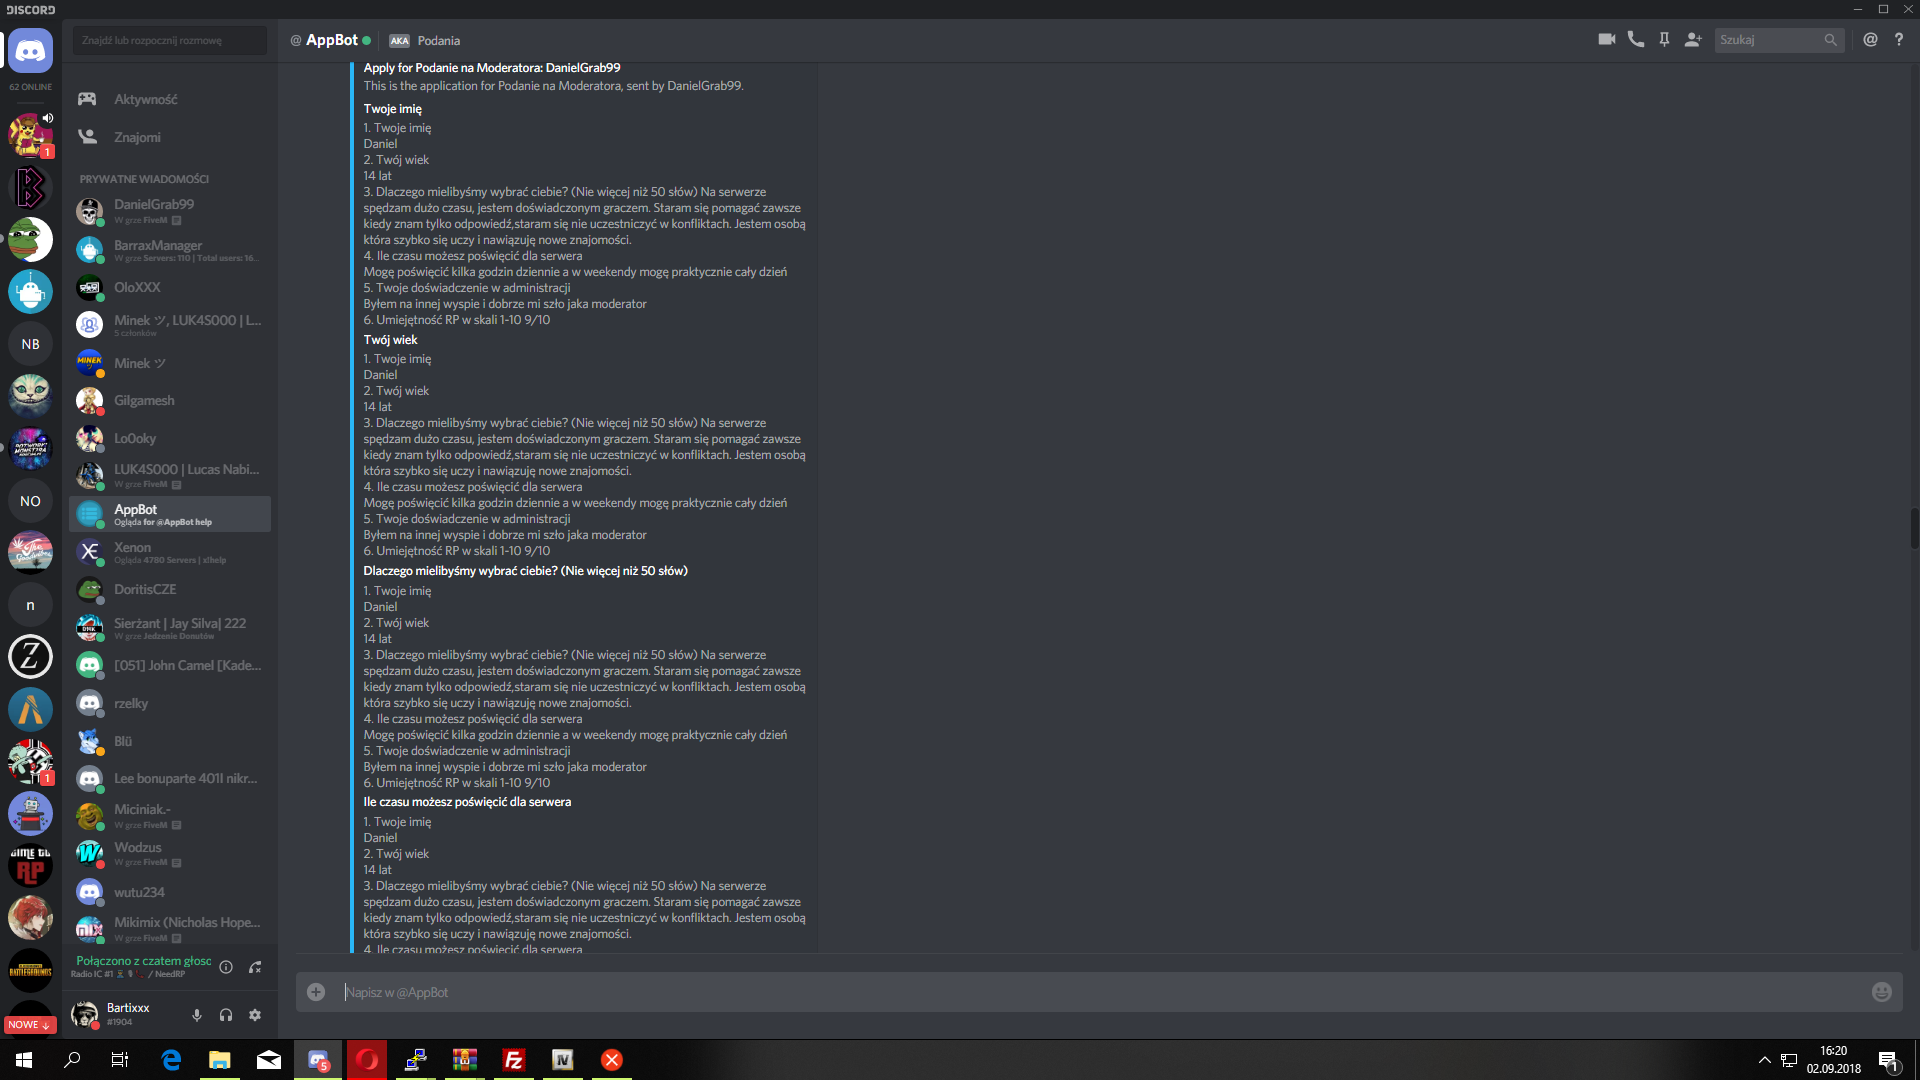 DISCORD
Znajdź lub rozpocznij rozmowę
@ AppBot AKA Podania
Szukaj
62 ONLINE
1
NB
NO
n
1
GIME TO
RP
BATTLEGROUNDS
NOWE
Aktywność
Znajomi
PRYWATNE WIADOMOŚCI
DanielGrab99
W grze FiveM
BarraxManager
W grze Servers: 110 | Total users: 16...
OloXXX
Minek ツ, LUK4S000 | L...
5 członków
MINEK
Minek ツ
Gilgamesh
Lo0oky
LUK4S000 | Lucas Nabi...
W grze FiveM
AppBot
Ogląda for @AppBot help
Xenon
Ogląda 4780 Servers | x!help
DoritisCZE
Sierżant | Jay Silva| 222
W grze Jedzenie Donutów
[051] John Camel [Kade...
rzelky
Błü
Lee bonuparte 401l nikr...
Miciniak.-
W grze FiveM
Wodzus
W grze FiveM
wutu234
Mikimix (Nicholas Hope...
W grze FiveM
Połączono z czatem głosc
Radio IC #1 / NeedRP
Bartixxx
#1904
Apply for Podanie na Moderatora: DanielGrab99
This is the application for Podanie na Moderatora, sent by DanielGrab99.
Twoje imię
1. Twoje imię
Daniel
2. Twój wiek
14 lat
3. Dlaczego mielibyśmy wybrać ciebie? (Nie więcej niż 50 słów) Na serwerze
spędzam dużo czasu, jestem doświadczonym graczem. Staram się pomagać zawsze
kiedy znam tylko odpowiedź,staram się nie uczestniczyć w konfliktach. Jestem osobą
która szybko się uczy i nawiązuję nowe znajomości.
4. Ile czasu możesz poświęcić dla serwera
Mogę poświęcić kilka godzin dziennie a w weekendy mogę praktycznie cały dzień
5. Twoje doświadczenie w administracji
Byłem na innej wyspie i dobrze mi szło jaka moderator
6. Umiejętność RP w skali 1-10 9/10
Twój wiek
1. Twoje imię
Daniel
2. Twój wiek
14 lat
3. Dlaczego mielibyśmy wybrać ciebie? (Nie więcej niż 50 słów) Na serwerze
spędzam dużo czasu, jestem doświadczonym graczem. Staram się pomagać zawsze
kiedy znam tylko odpowiedź,staram się nie uczestniczyć w konfliktach. Jestem osobą
która szybko się uczy i nawiązuję nowe znajomości.
4. Ile czasu możesz poświęcić dla serwera
Mogę poświęcić kilka godzin dziennie a w weekendy mogę praktycznie cały dzień
5. Twoje doświadczenie w administracji
Byłem na innej wyspie i dobrze mi szło jaka moderator
6. Umiejętność RP w skali 1-10 9/10
Dlaczego mielibyśmy wybrać ciebie? (Nie więcej niż 50 słów)
1. Twoje imię
Daniel
2. Twój wiek
14 lat
3. Dlaczego mielibyśmy wybrać ciebie? (Nie więcej niż 50 słów) Na serwerze
spędzam dużo czasu, jestem doświadczonym graczem. Staram się pomagać zawsze
kiedy znam tylko odpowiedź,staram się nie uczestniczyć w konfliktach. Jestem osobą
która szybko się uczy i nawiązuję nowe znajomości.
4. Ile czasu możesz poświęcić dla serwera
Mogę poświęcić kilka godzin dziennie a w weekendy mogę praktycznie cały dzień
5. Twoje doświadczenie w administracji
Byłem na innej wyspie i dobrze mi szło jaka moderator
6. Umiejętność RP w skali 1-10 9/10
Ile czasu możesz poświęcić dla serwera
1. Twoje imię
Daniel
2. Twój wiek
14 lat
3. Dlaczego mielibyśmy wybrać ciebie? (Nie więcej niż 50 słów) Na serwerze
spędzam dużo czasu, jestem doświadczonym graczem. Staram się pomagać zawsze
kiedy znam tylko odpowiedź,staram się nie uczestniczyć w konfliktach. Jestem osobą
która szybko się uczy i nawiązuję nowe znajomości.
4. Ile czasu możesz poświęcić dla serwera
Napisz w @AppBot
5
16:20
02.09.2018
1